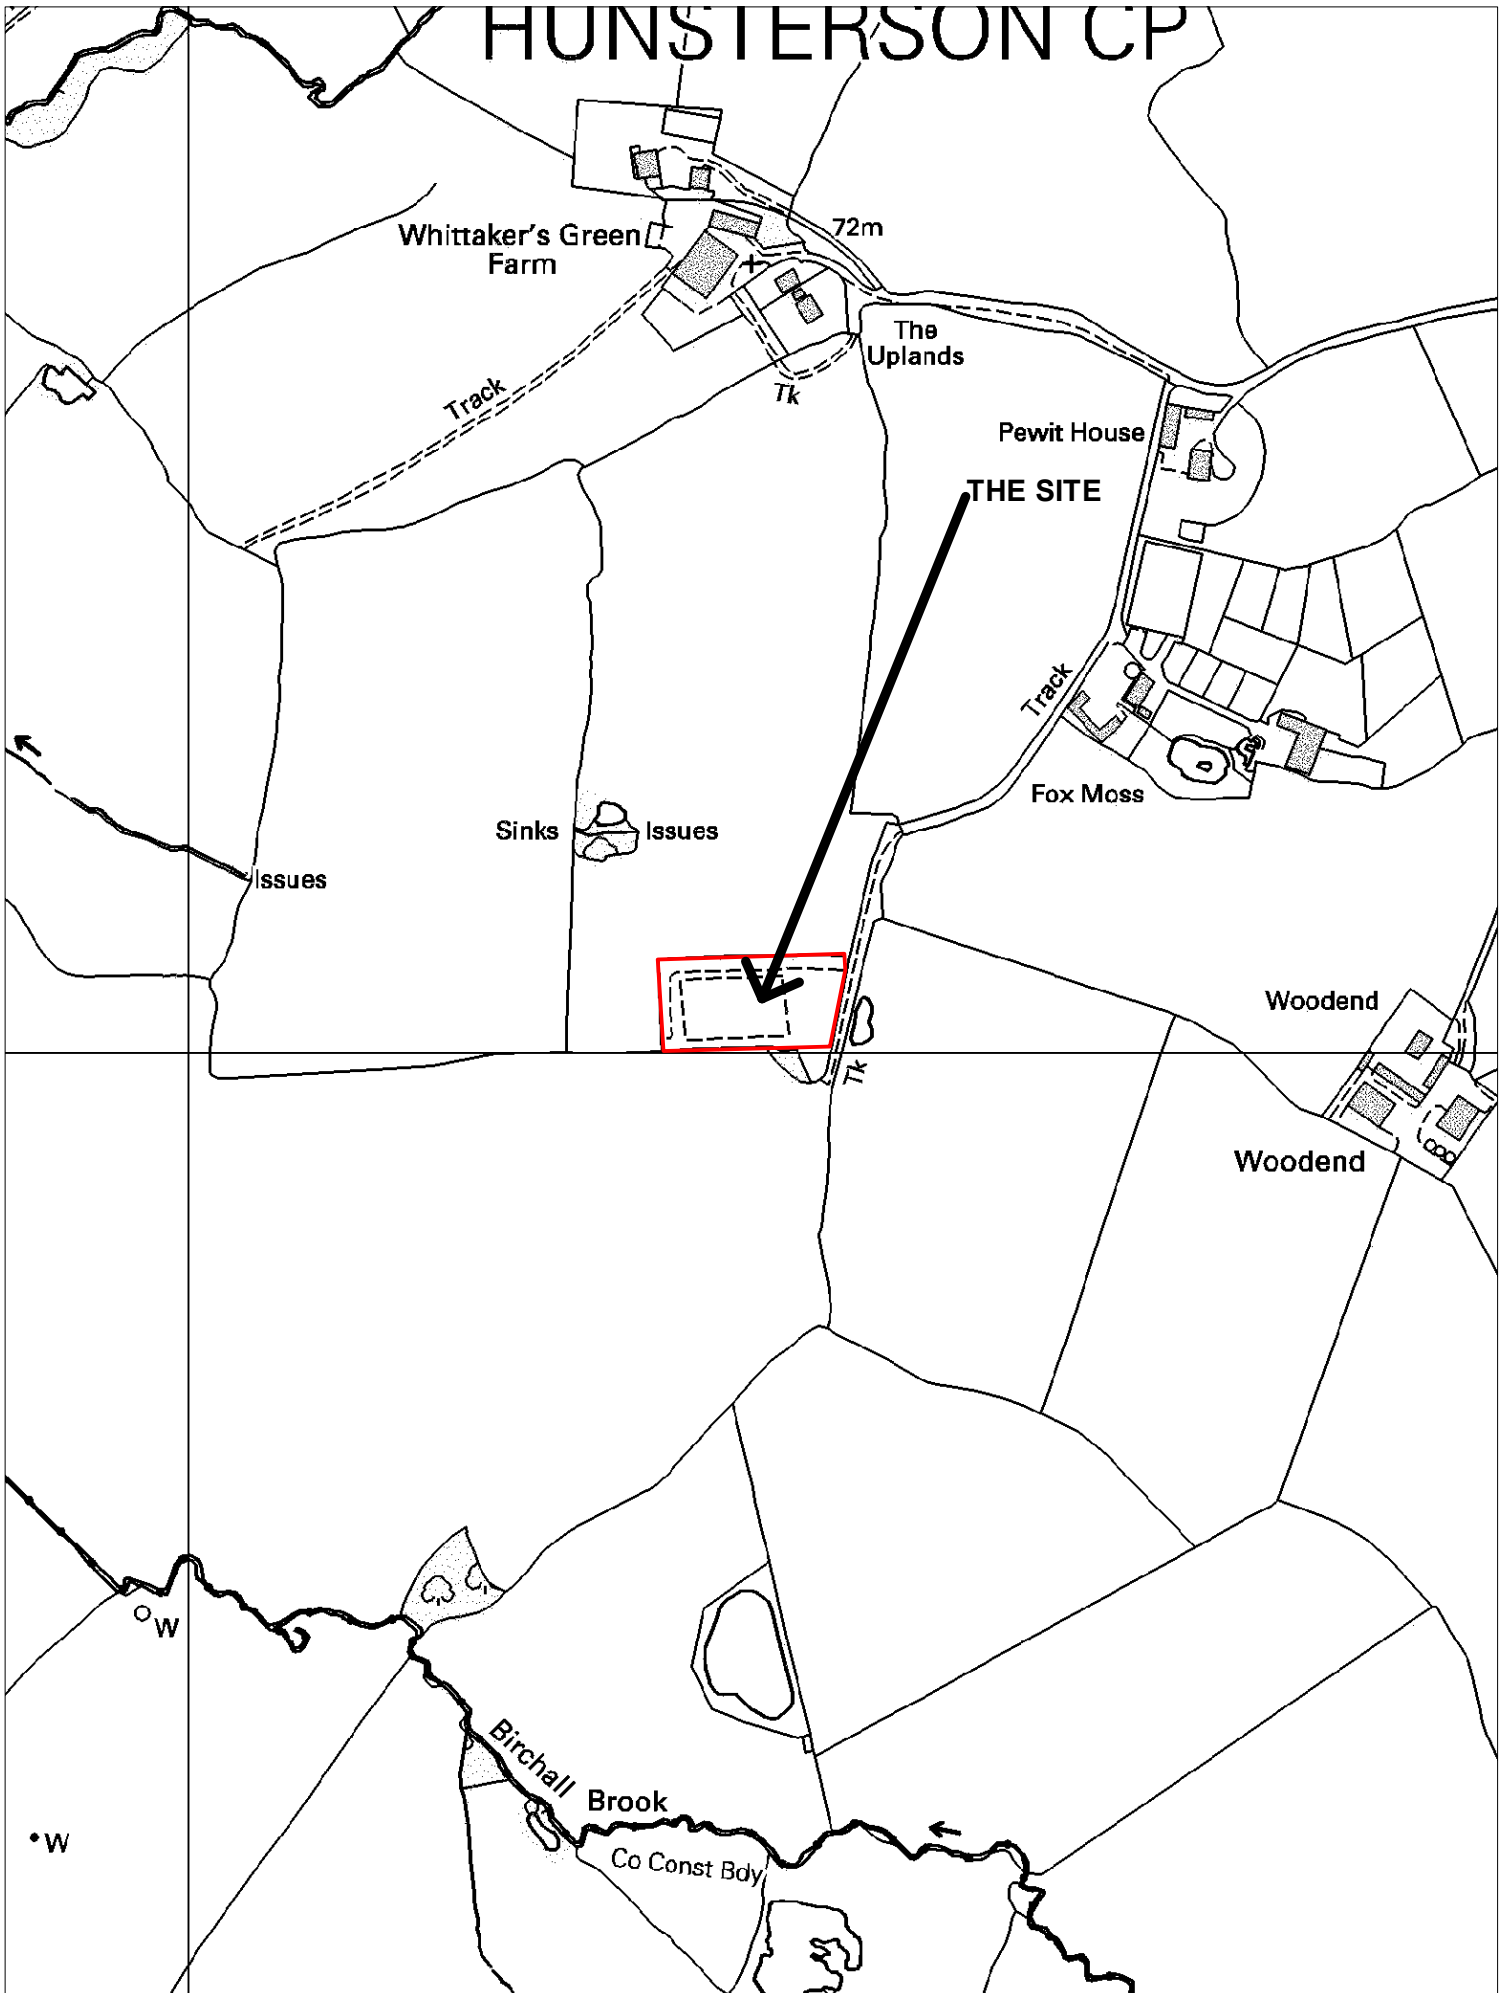 HUNSTERSON CP
72m
Whittaker's Green
Farm
The
Uplands
Track
Tk
Pewit House
THE SITE
Track
Fox Moss
Sinks
Issues
Issues
Woodend
Tk
Woodend
W
Birchall
Brook
W
Co Const Bdy